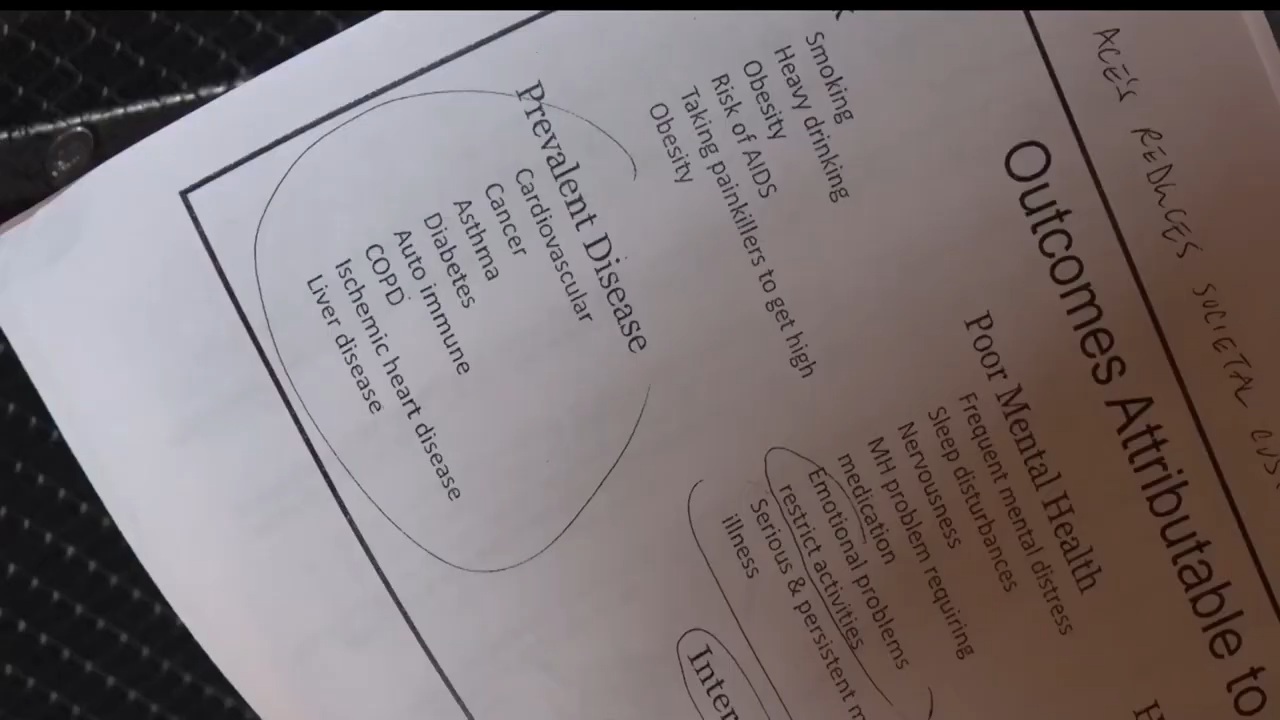 ACE'S REDUCES SOCIETAL
Outcomes Attributable to
Smoking
Heavy drinking
Obesity
Risk of AIDS
Taking painkillers to get high
Obesity
Poor Mental Health
Frequent mental distress
Sleep disturbances
Nervousness
MH problem requiring
medication
Emotional problems
restrict activities
Serious & persistent m
illness
Prevalent Disease
Cardiovascular
Cancer
Asthma
Diabetes
Auto immune
COPD
Ischemic heart disease
Liver disease
Inter